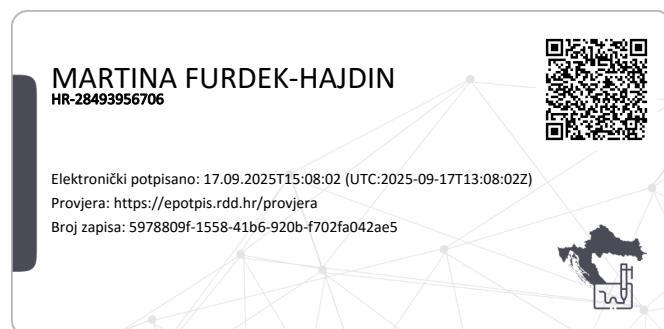 MARTINA FURDEK-HAJDIN
HR-28493956706
Elektronički potpisano: 17.09.2025T15:08:02 (UTC:2025-09-17T13:08:02Z)
Provjera: https://epotpis.rdd.hr/provjera
Broj zapisa: 5978809f-1558-41b6-920b-f702fa042ae5